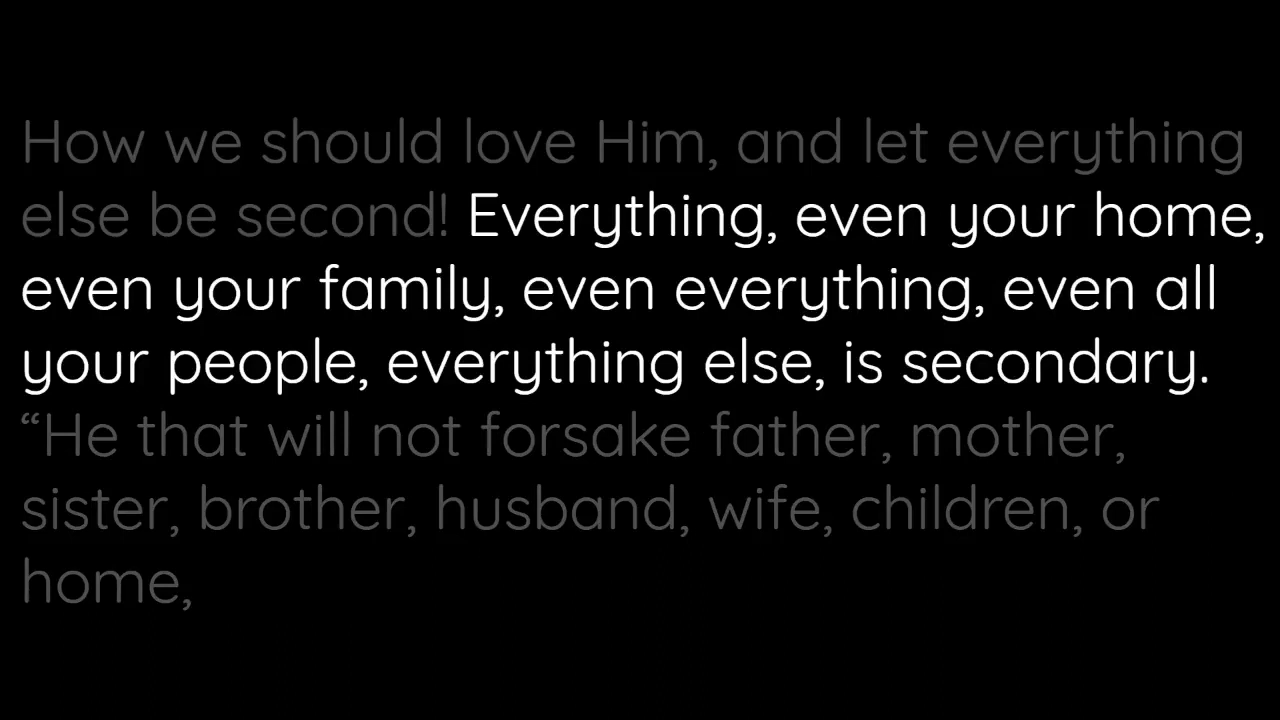 How we should love Him, and let everything
else be second! Everything, even your home,
even your family, even everything, even all
your people, everything else, is secondary.
“He that will not forsake father, mother,
sister, brother, husband, wife, children, or
home,